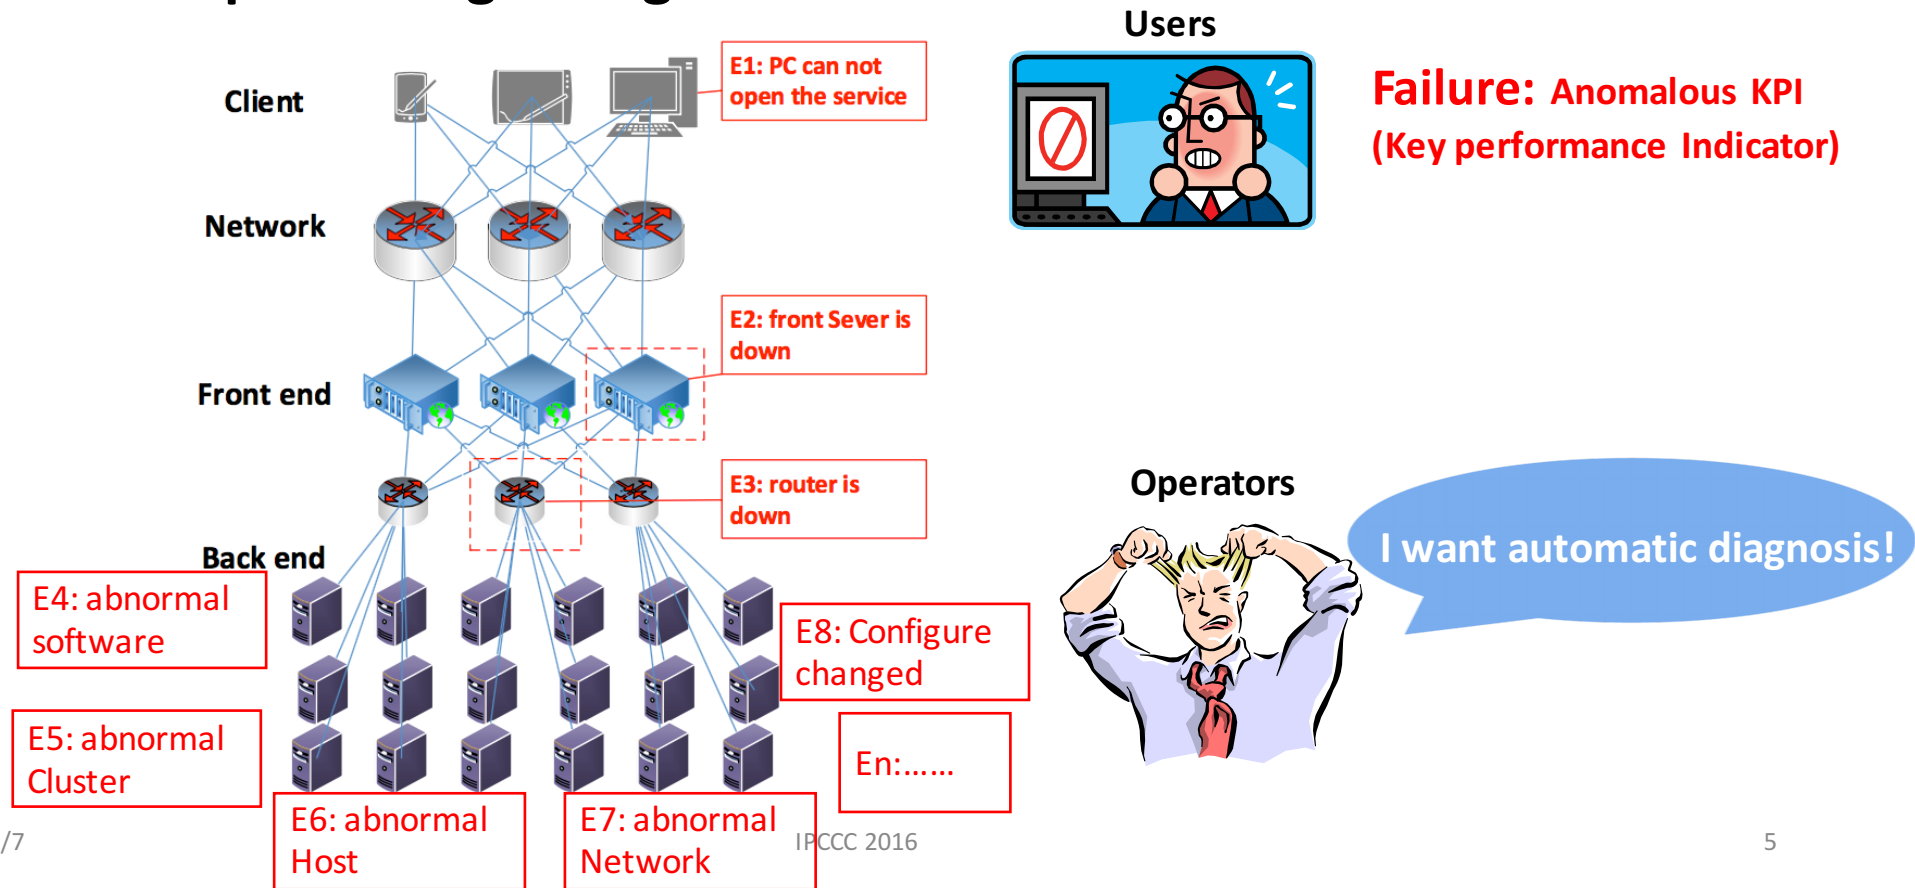 Users
Client
E1: PC can not
open the service
Failure: Anomalous KPI
(Key performance Indicator)
Network
E2: front Sever is
down
Front end
E3: router is
down
Operators
I want automatic diagnosis!
Back end
E4: abnormal
software
E8: Configure
changed
E5: abnormal
Cluster
En:......
E6: abnormal
Host
E7: abnormal
Network
/7
IPCCC 2016
5